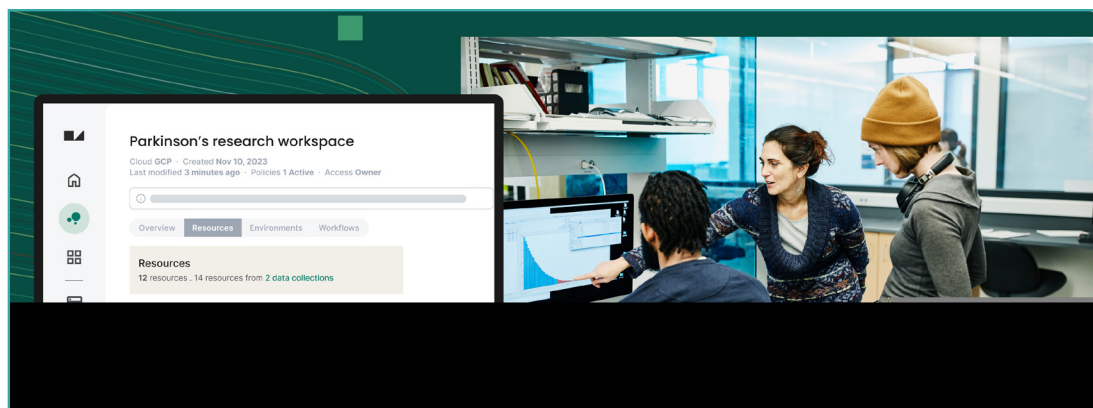 Parkinson's research workspace
Cloud GCP · Created Nov 10, 2023
Last modified 3 minutes ago · Policies 1 Active · Access Owner
Overview Resources Environments Workflows
Resources
12 resources . 14 resources from 2 data collections